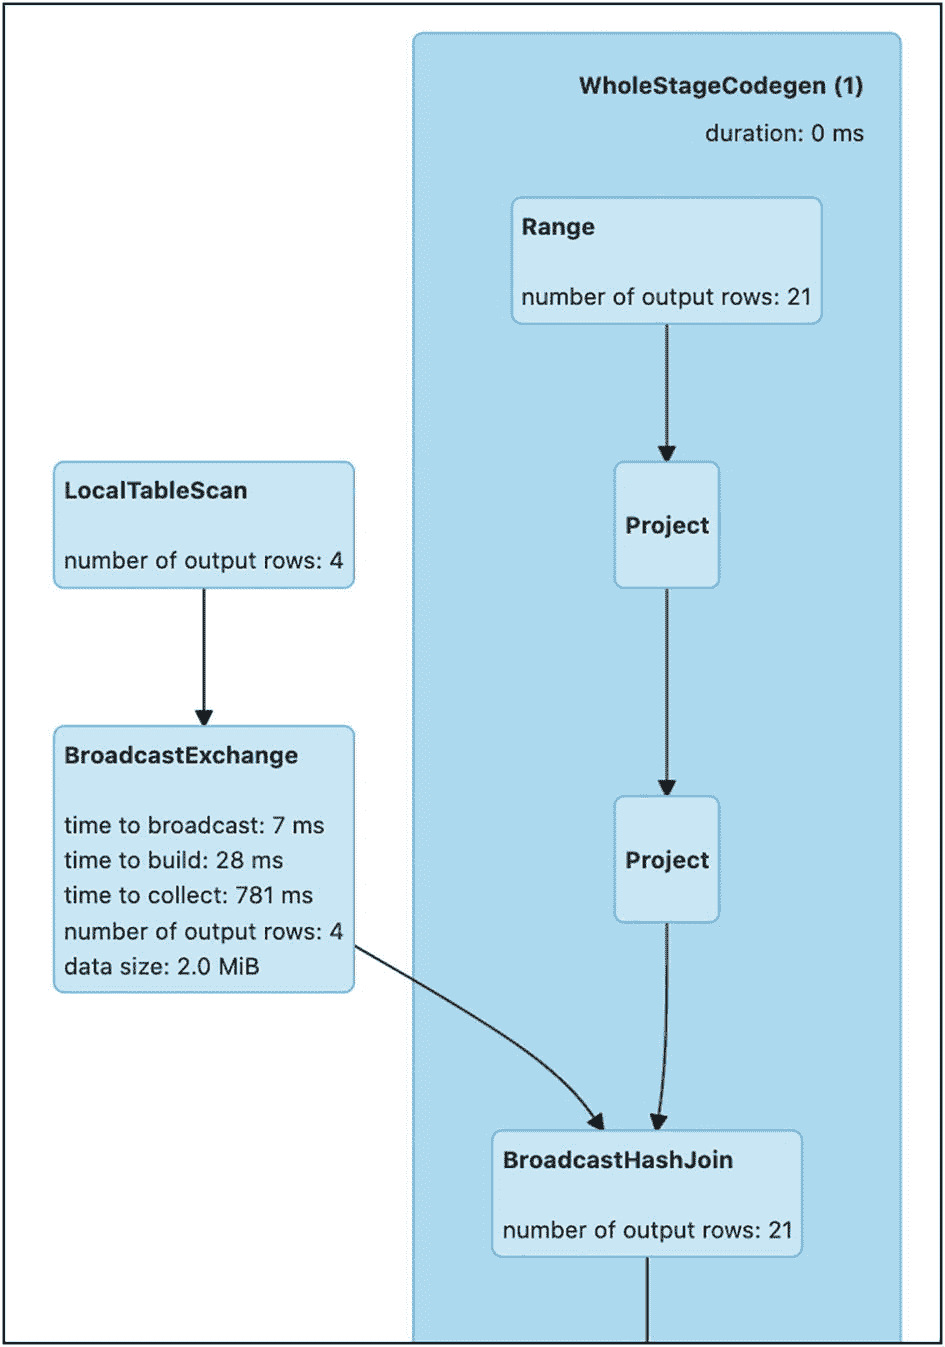 WholeStageCodegen (1)
duration: 0 ms
Range
number of output rows: 21
LocalTableScan
number of output rows: 4
Project
BroadcastExchange
time to broadcast: 7 ms
time to build: 28 ms
time to collect: 781 ms
number of output rows: 4
data size: 2.0 MiB
Project
BroadcastHashJoin
number of output rows: 21